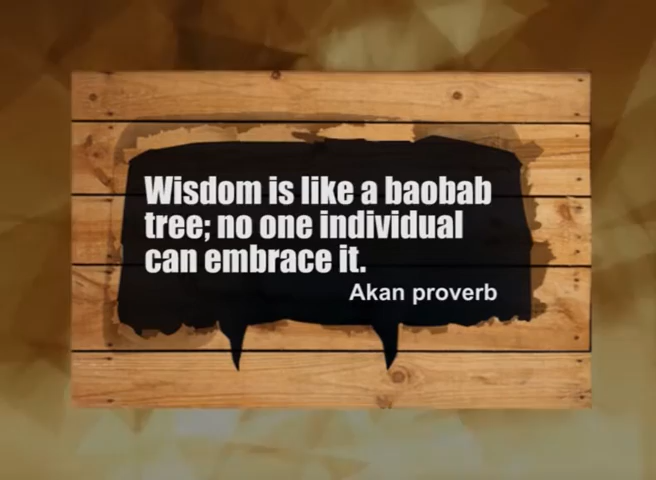 Wisdom is like a baobab
tree; no one individual
can embrace it.
Akan proverb